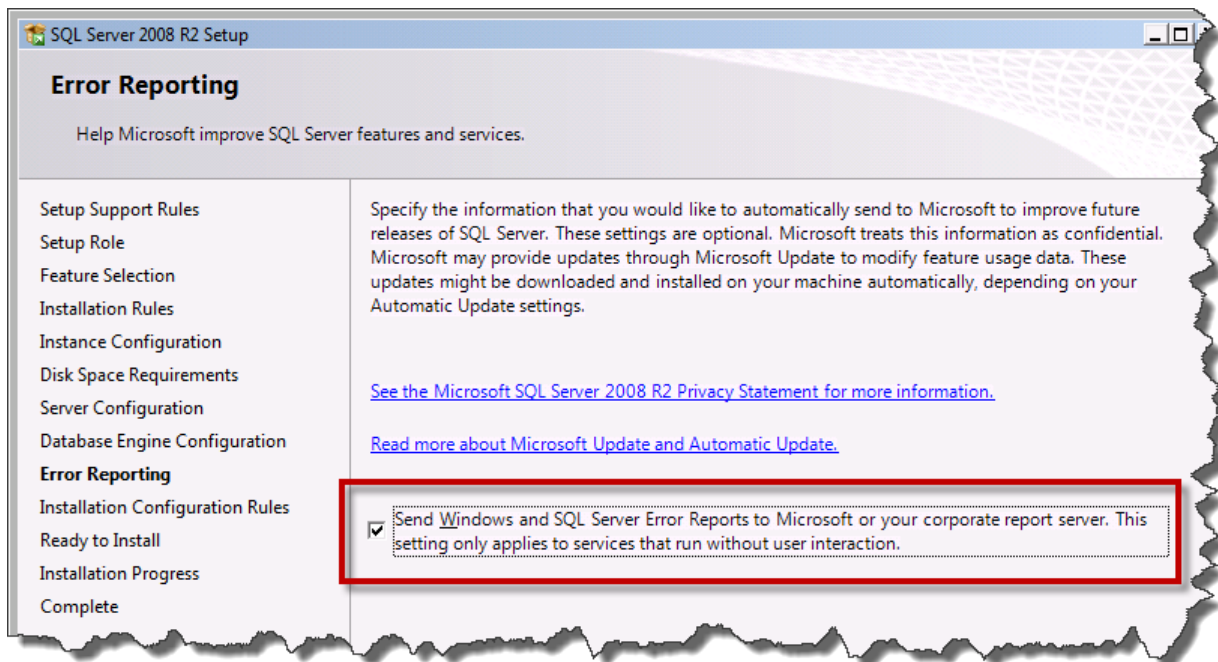 SQL Server 2008 R2 Setup
Error Reporting
Help Microsoft improve SQL Server features and services.
Setup Support Rules
Setup Role
Feature Selection
Installation Rules
Instance Configuration
Disk Space Requirements
Server Configuration
Database Engine Configuration
Error Reporting
Installation Configuration Rules
Ready to Install
Installation Progress
Complete
Specify the information that you would like to automatically send to Microsoft to improve future
releases of SQL Server. These settings are optional. Microsoft treats this information as confidential.
Microsoft may provide updates through Microsoft Update to modify feature usage data. These
updates might be downloaded and installed on your machine automatically, depending on your
Automatic Update settings.
See the Microsoft SQL Server 2008 R2 Privacy Statement for more information.
Read more about Microsoft Update and Automatic Update.
Send Windows and SQL Server Error Reports to Microsoft or your corporate report server. This
setting only applies to services that run without user interaction.